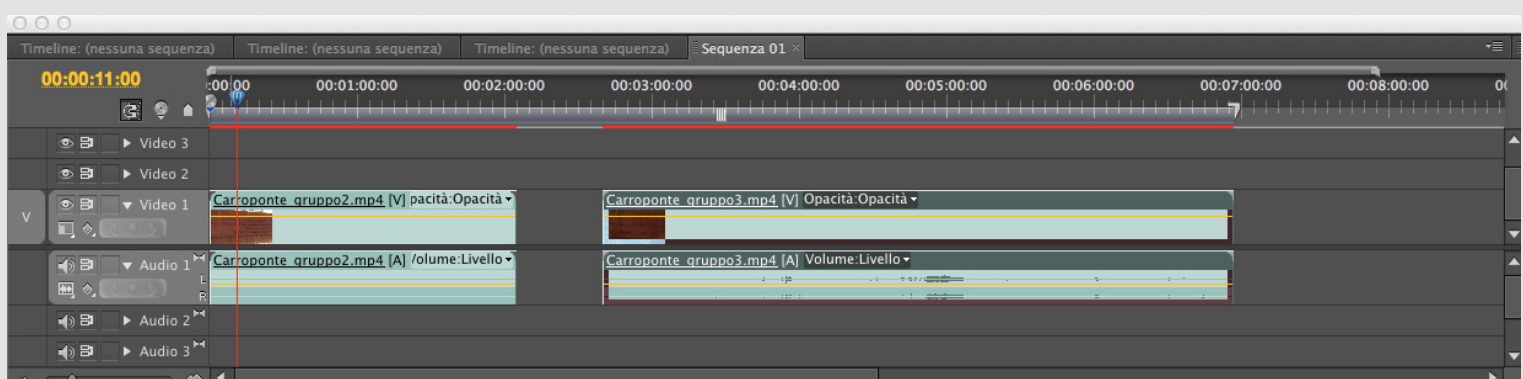 Timeline: (nessuna sequenza) Timeline: (nessuna sequenza) Timeline: (nessuna sequenza) Sequenza 01 ×
00:00:11:00 :00:00 00:01:00:00 00:02:00:00 00:03:00:00 00:04:00:00 00:05:00:00 00:06:00:00 00:07:00:00 00:08:00:00 00
Video 3
Video 2
V Video 1 Carroponte_gruppo2.mp4 [V] pacità:Opacità Carroponte_gruppo3.mp4 [V] Opacità:Opacità
Audio 1 Carroponte_gruppo2.mp4 [A] /olume:Livello Carroponte_gruppo3.mp4 [A] Volume:Livello
L
R
Audio 2
Audio 3